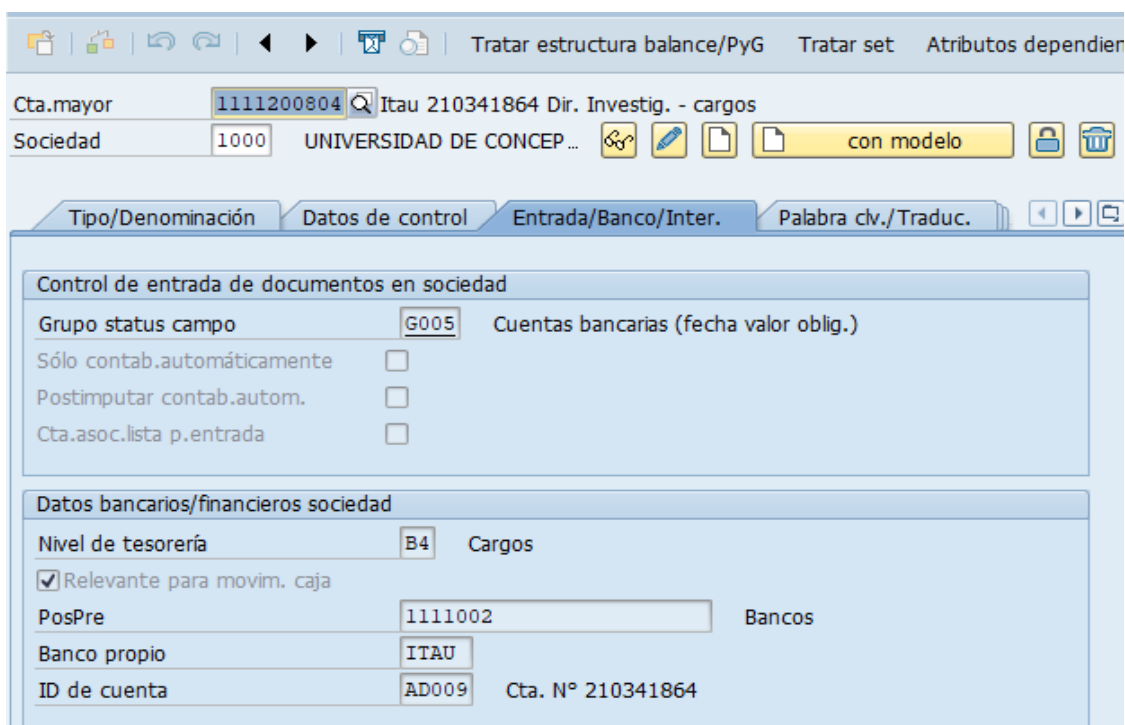 Tratar estructura balance/PyG Tratar set Atributos dependien
Cta.mayor 1111200804 Itau 210341864 Dir. Investig. - cargos
Sociedad 1000 UNIVERSIDAD DE CONCEP… con modelo
Tipo/Denominación Datos de control Entrada/Banco/Inter. Palabra clv./Traduc.
Control de entrada de documentos en sociedad
Grupo status campo G005 Cuentas bancarias (fecha valor oblig.)
Sólo contab.automáticamente
Postimputar contab.autom.
Cta.asoc.lista p.entrada
Datos bancarios/financieros sociedad
Nivel de tesorería B4 Cargos
Relevante para movim. caja
PosPre 1111002 Bancos
Banco propio ITAU
ID de cuenta AD009 Cta. N° 210341864